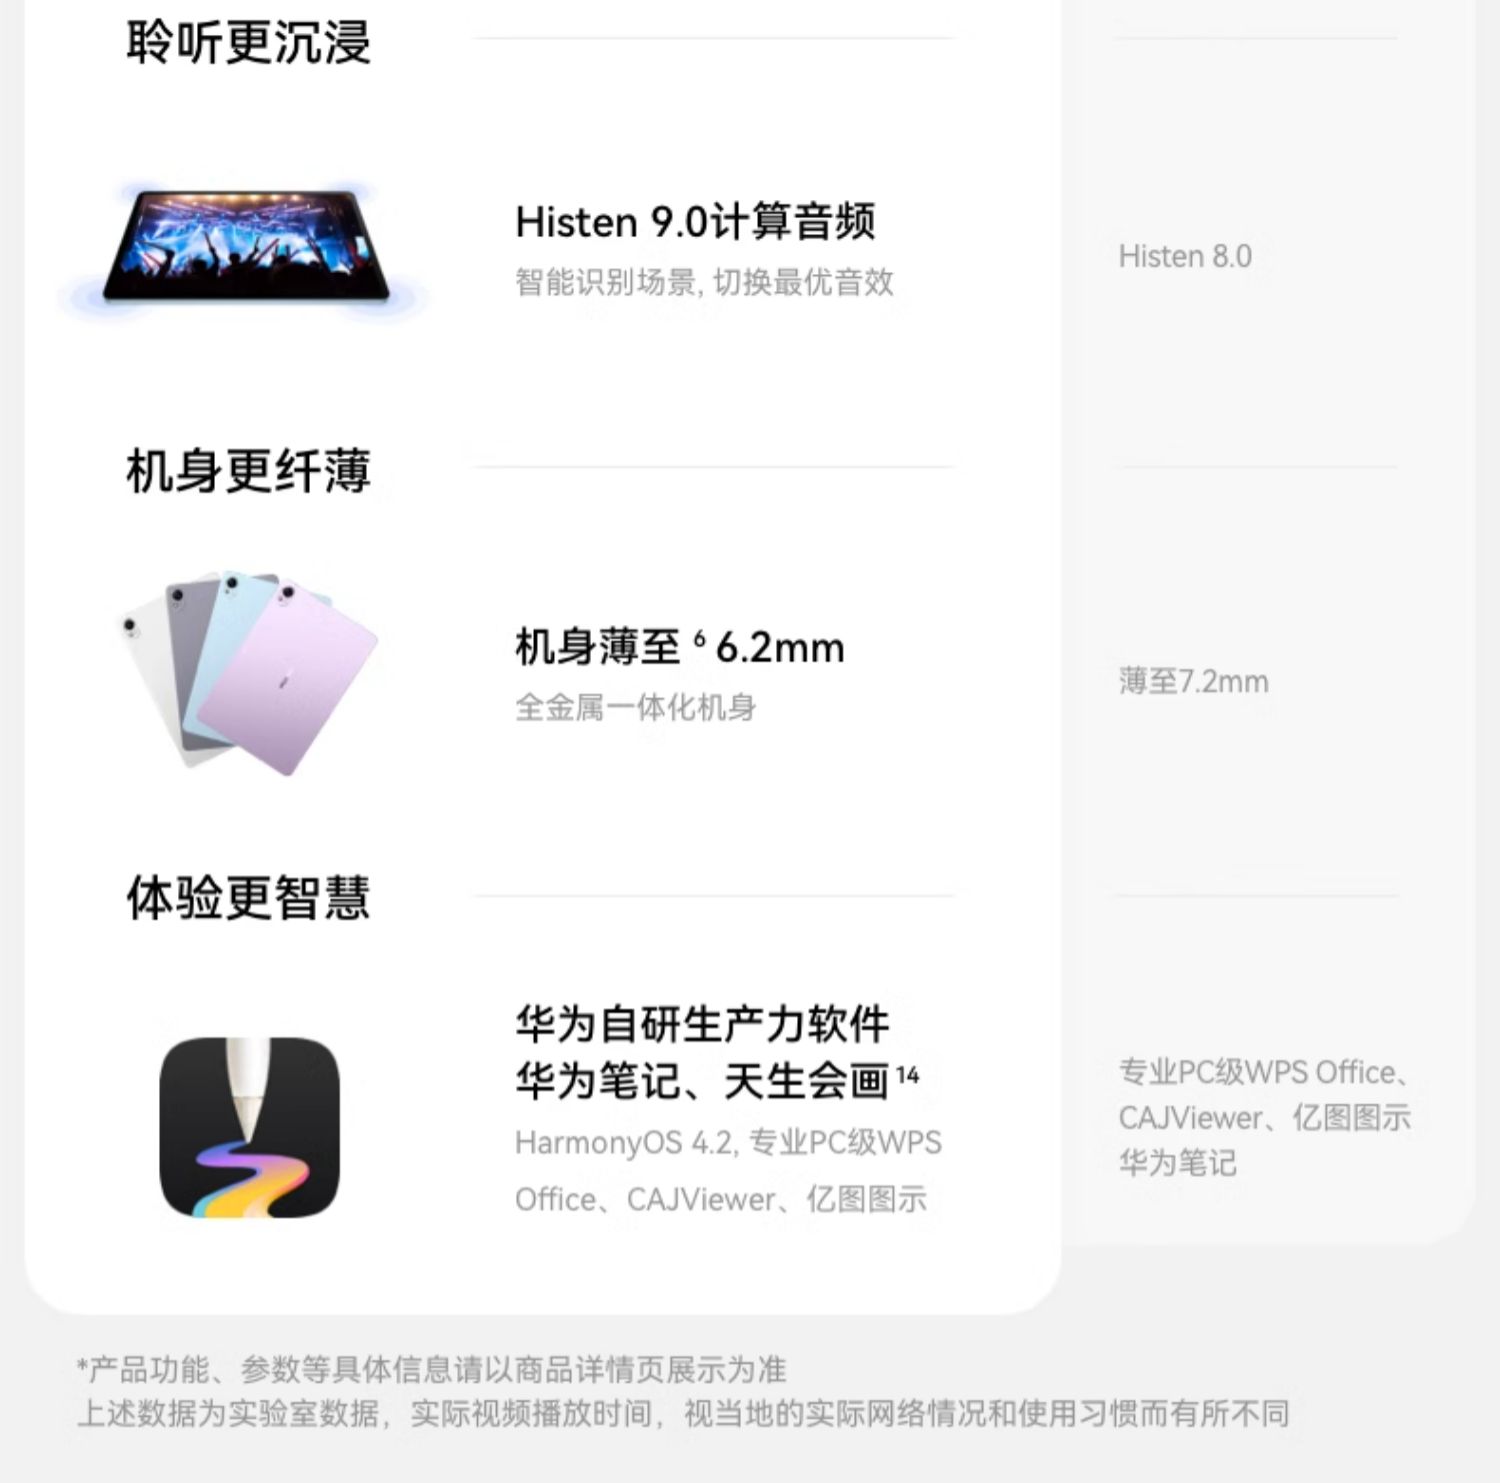 聆听更沉浸
Histen 9.0计算音频
智能识别场景, 切换最优音效
Histen 8.0
机身更纤薄
机身薄至 6 6.2mm
全金属一体化机身
薄至7.2mm
体验更智慧
华为自研生产力软件
华为笔记、天生会画 14
HarmonyOS 4.2, 专业PC级WPS
Office、CAJViewer、亿图图示
专业PC级WPS Office、
CAJViewer、亿图图示
华为笔记
*产品功能、参数等具体信息请以商品详情页展示为准
上述数据为实验室数据，实际视频播放时间，视当地的实际网络情况和使用习惯而有所不同